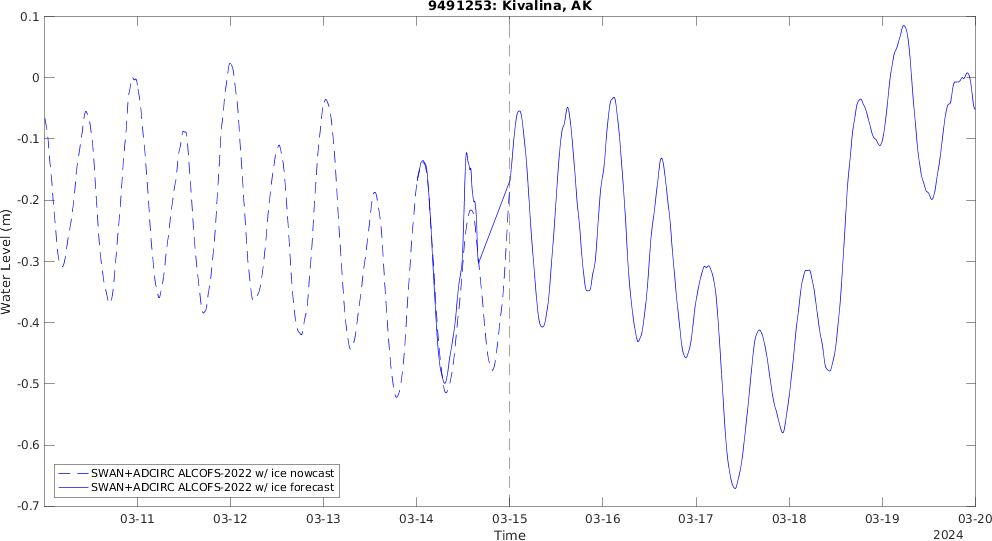 9491253: Kivalina, AK
0.1
0
-0.1
-0.2
-0.3
-0.4
-0.5
-0.6
-0.7
Water Level (m)
SWAN+ADCIRC ALCOFS-2022 w/ ice nowcast
SWAN+ADCIRC ALCOFS-2022 w/ ice forecast
03-11 03-12 03-13 03-14 03-15 03-16 03-17 03-18 03-19 03-20
Time
2024